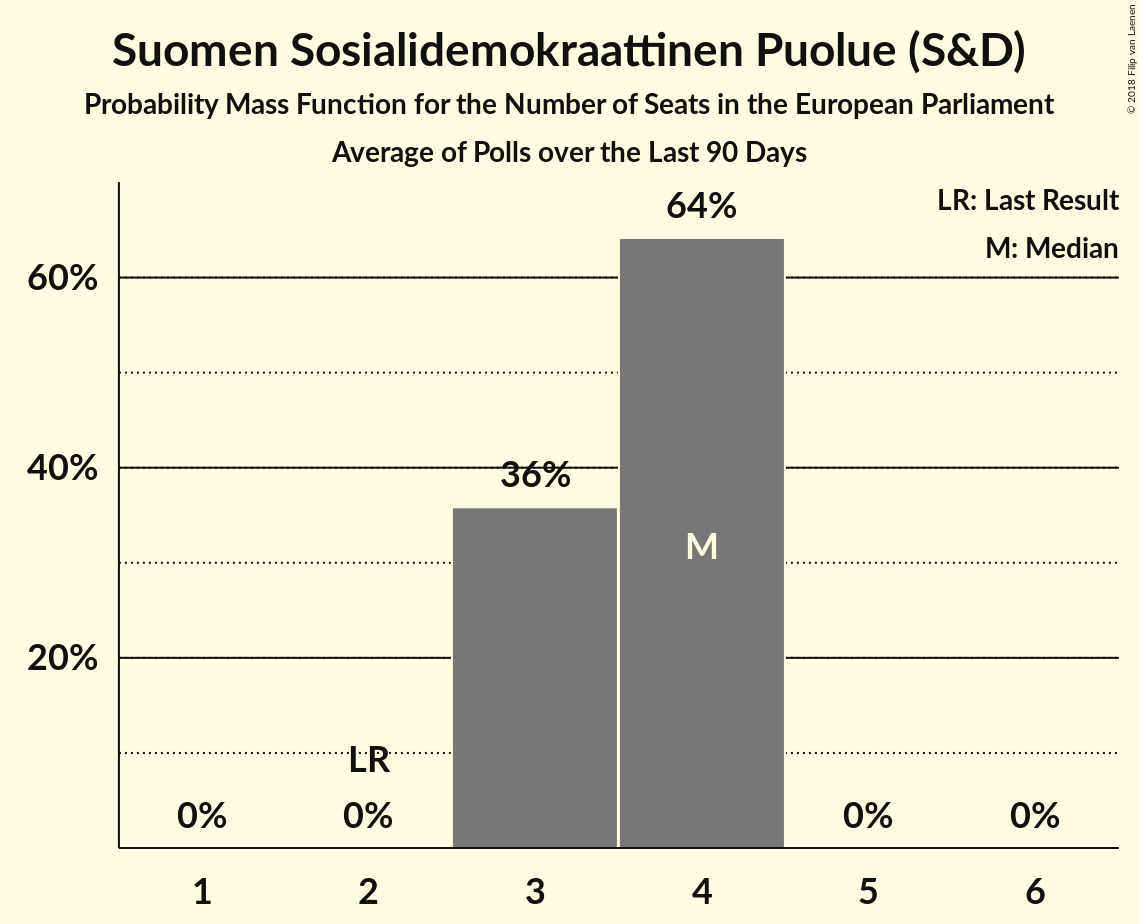 Suomen Sosialidemokraattinen Puolue (S&D)
Probability Mass Function for the Number of Seats in the European Parliament
Average of Polls over the Last 90 Days
© 2018 Filip van Laenen
LR: Last Result
M: Median
64%
60%
40%
36%
M
20%
LR
0%
0%
0%
0%
1
2
3
4
5
6